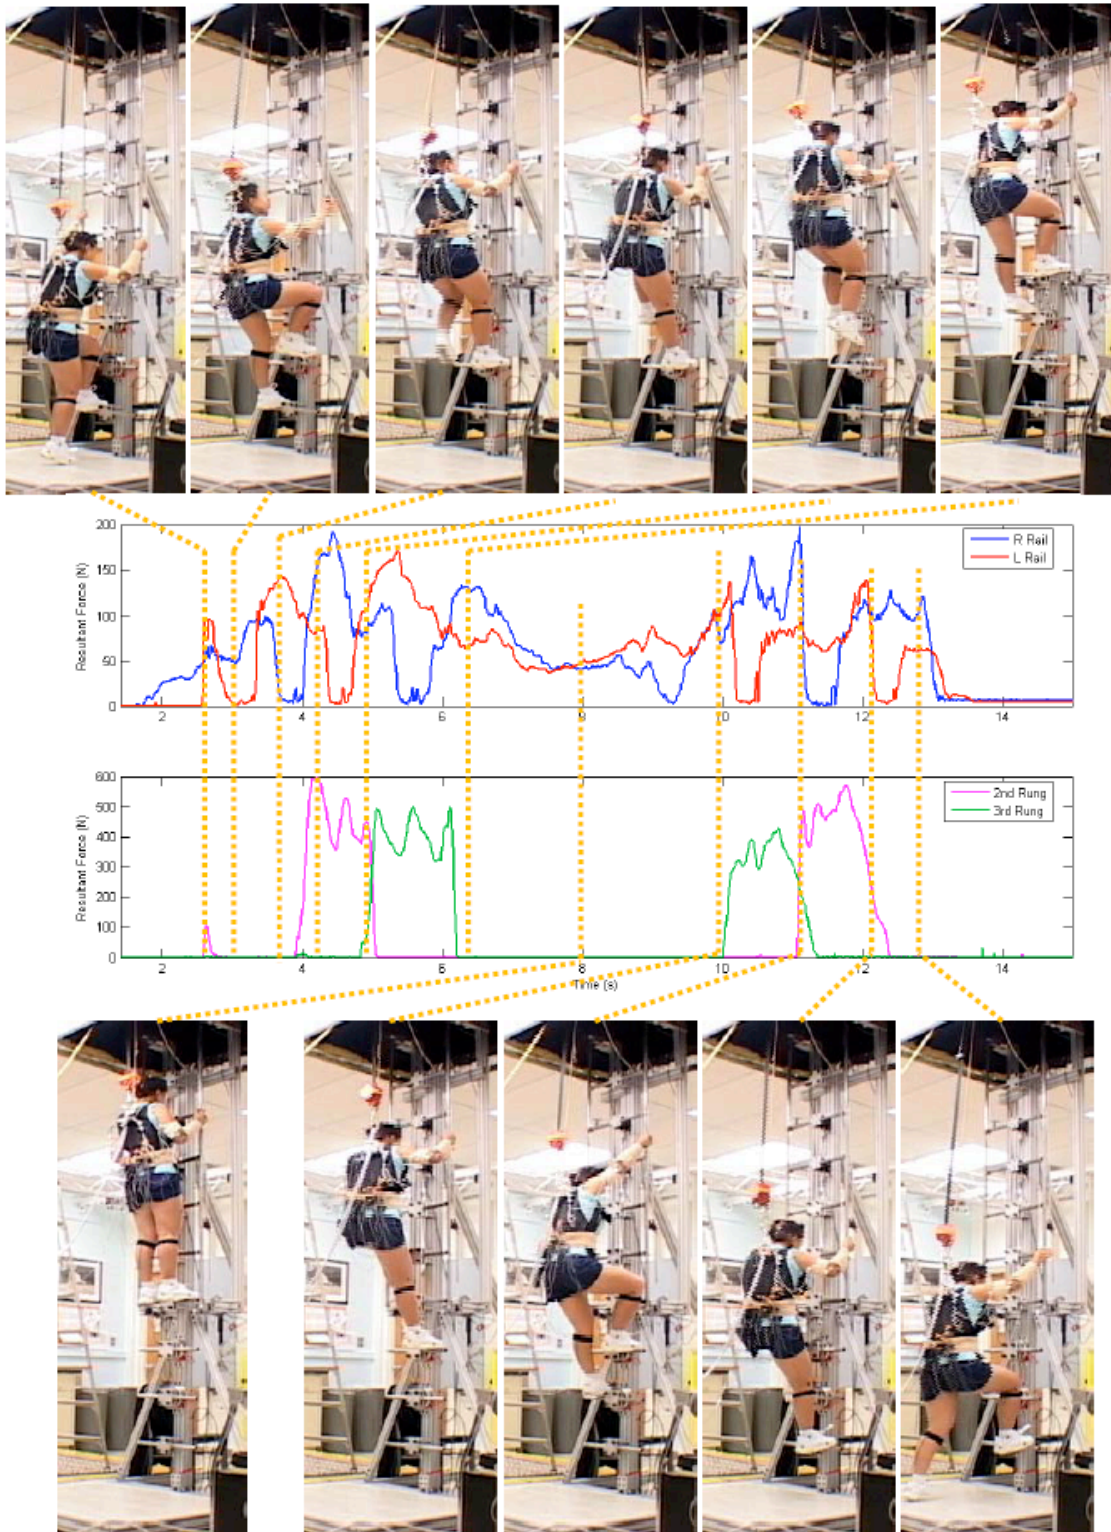 200
150
100
50
0
Resultant Force (N)
R Rail
L Rail
2 4 6 8 10 12 14
600
500
400
300
200
100
0
Resultant Force (N)
2nd Rung
3rd Rung
2 4 6 8 10 12 14
Time (s)